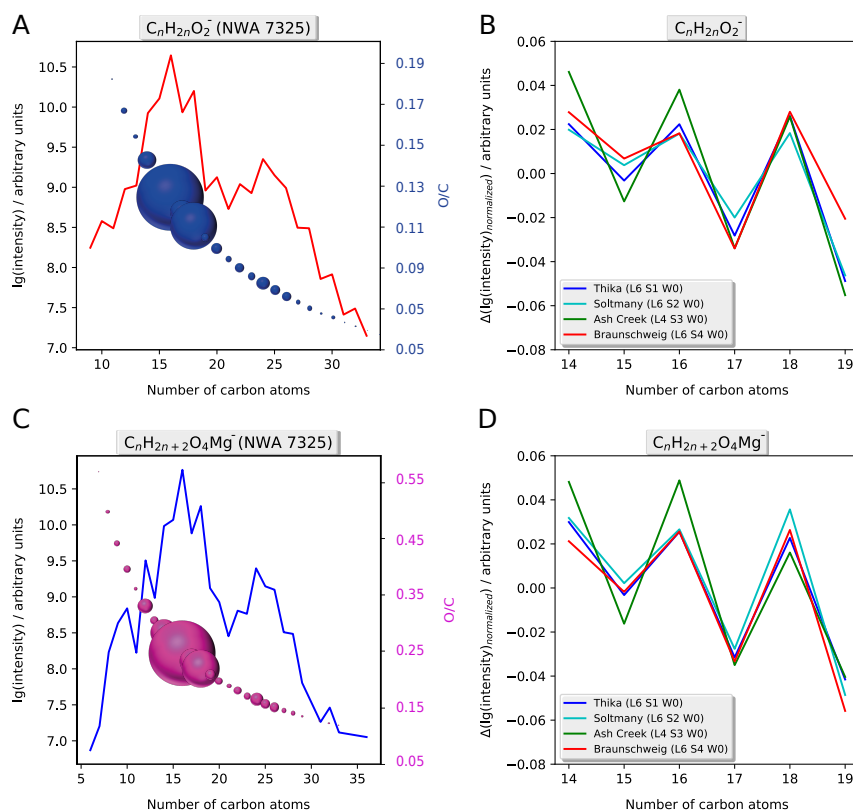 A
CₙH₂ₙO₂⁻ (NWA 7325)
lg(intensity) / arbitrary units
10.5
10.0
9.5
9.0
8.5
8.0
7.5
7.0
10 15 20 25 30
Number of carbon atoms
0.19
0.17
0.15
0.13
0.11
0.09
0.07
0.05
O/C
B
CₙH₂ₙO₂⁻
Δ(lg(intensity)normalized) / arbitrary units
0.06
0.04
0.02
0.00
−0.02
−0.04
−0.06
−0.08
Thika (L6 S1 W0)
Soltmany (L6 S2 W0)
Ash Creek (L4 S3 W0)
Braunschweig (L6 S4 W0)
14 15 16 17 18 19
Number of carbon atoms
C
CₙH₂ₙ₊₂O₄Mg⁻ (NWA 7325)
lg(intensity) / arbitrary units
10.5
10.0
9.5
9.0
8.5
8.0
7.5
7.0
5 10 15 20 25 30 35
Number of carbon atoms
0.55
0.45
0.35
0.25
0.15
0.05
O/C
D
CₙH₂ₙ₊₂O₄Mg⁻
Δ(lg(intensity)normalized) / arbitrary units
0.06
0.04
0.02
0.00
−0.02
−0.04
−0.06
−0.08
Thika (L6 S1 W0)
Soltmany (L6 S2 W0)
Ash Creek (L4 S3 W0)
Braunschweig (L6 S4 W0)
14 15 16 17 18 19
Number of carbon atoms